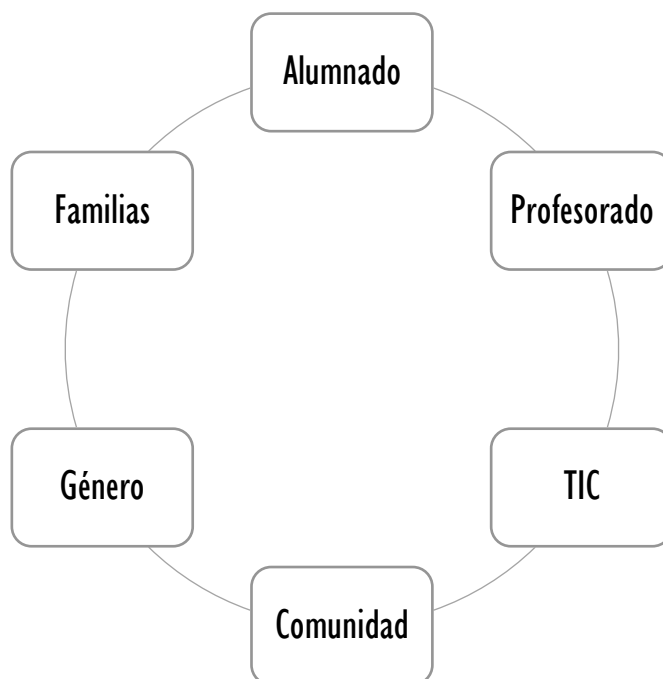 Alumnado
Familias
Profesorado
Género
TIC
Comunidad